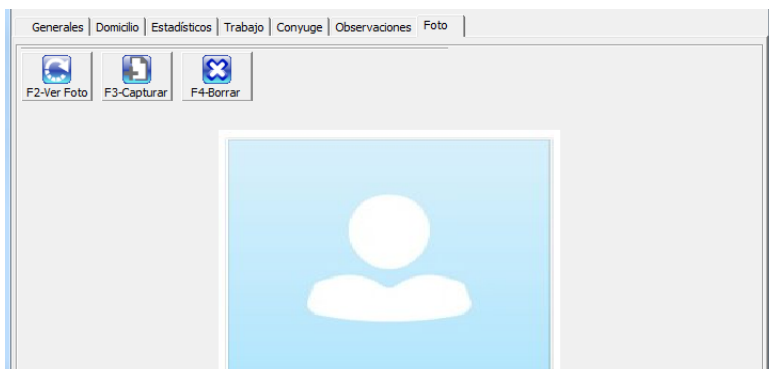 Generales Domicilio Estadísticos Trabajo Conyuge Observaciones Foto
F2-Ver Foto F3-Capturar F4-Borrar